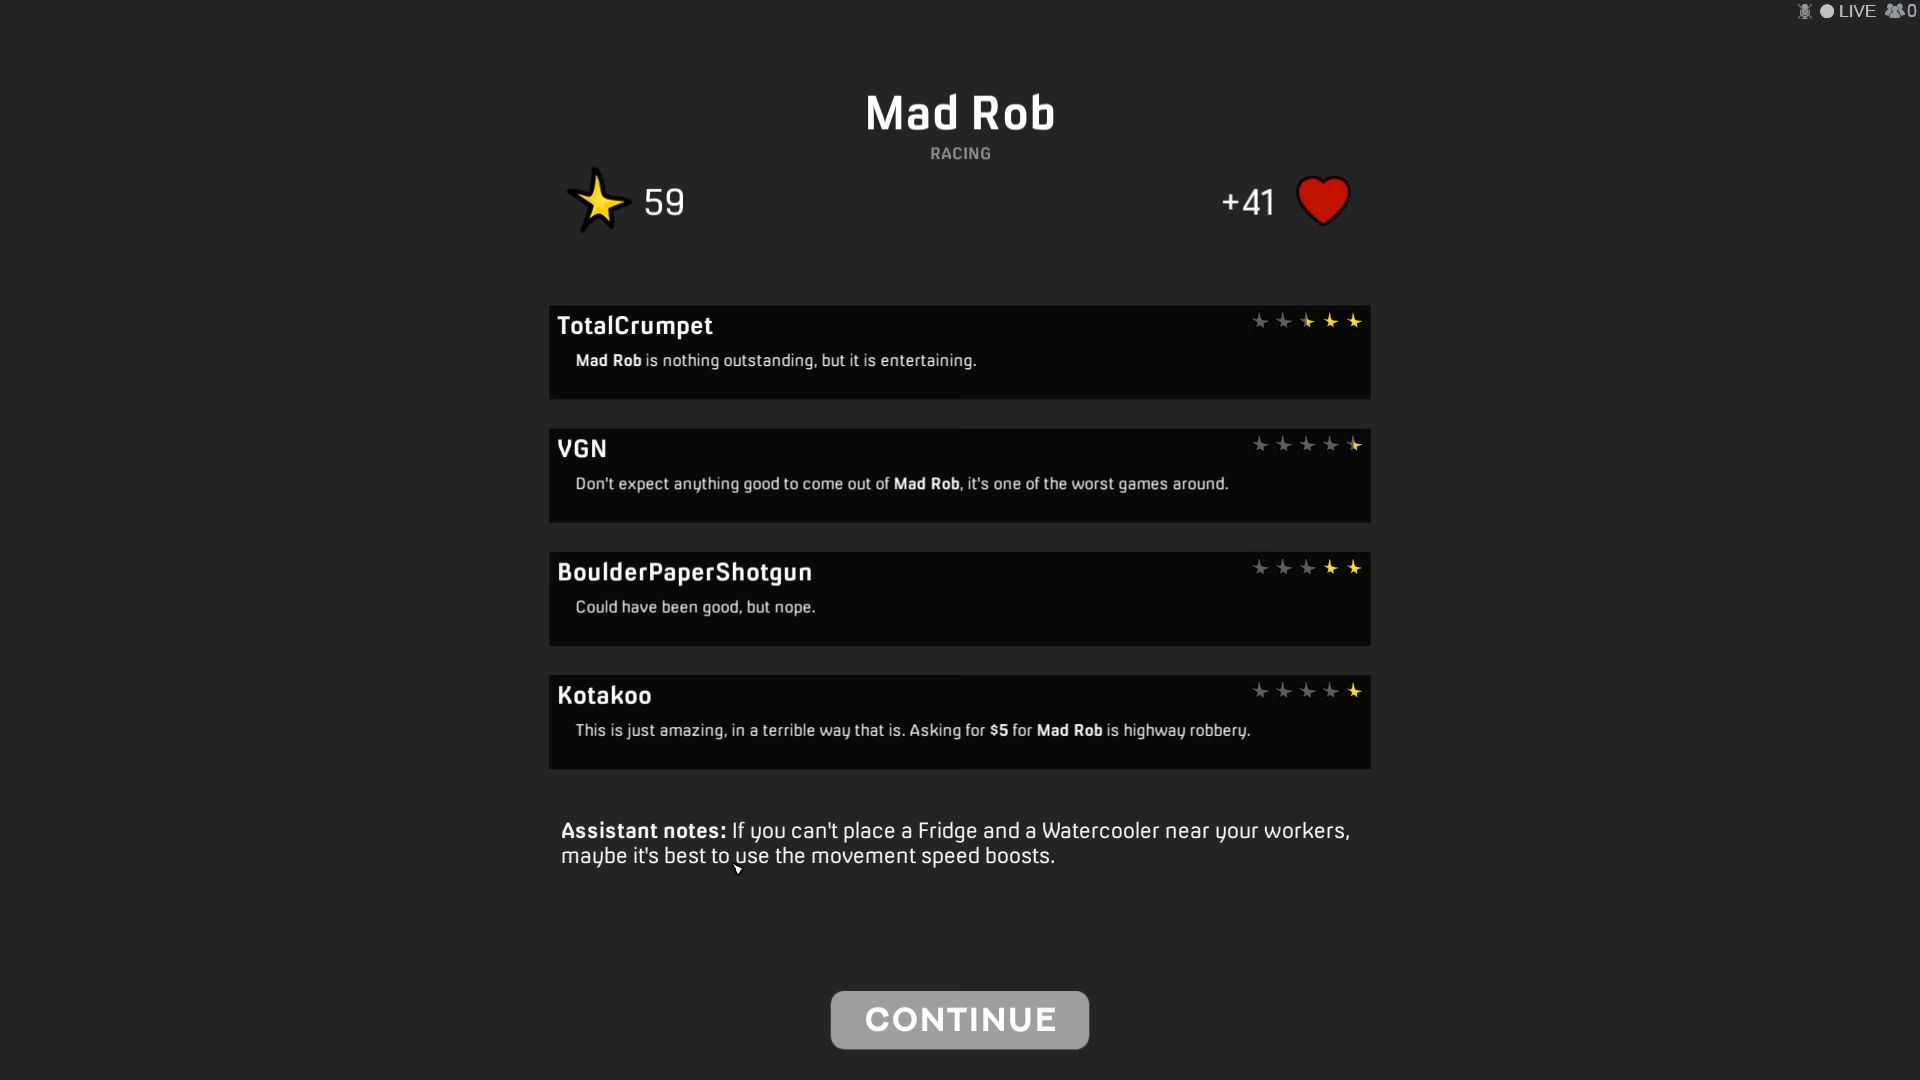 LIVE 0
Mad Rob
RACING
59
+41
TotalCrumpet
Mad Rob is nothing outstanding, but it is entertaining.
VGN
Don't expect anything good to come out of Mad Rob, it's one of the worst games around.
BoulderPaperShotgun
Could have been good, but nope.
Kotakoo
This is just amazing, in a terrible way that is. Asking for $5 for Mad Rob is highway robbery.
Assistant notes: If you can't place a Fridge and a Watercooler near your workers,
maybe it's best to use the movement speed boosts.
CONTINUE